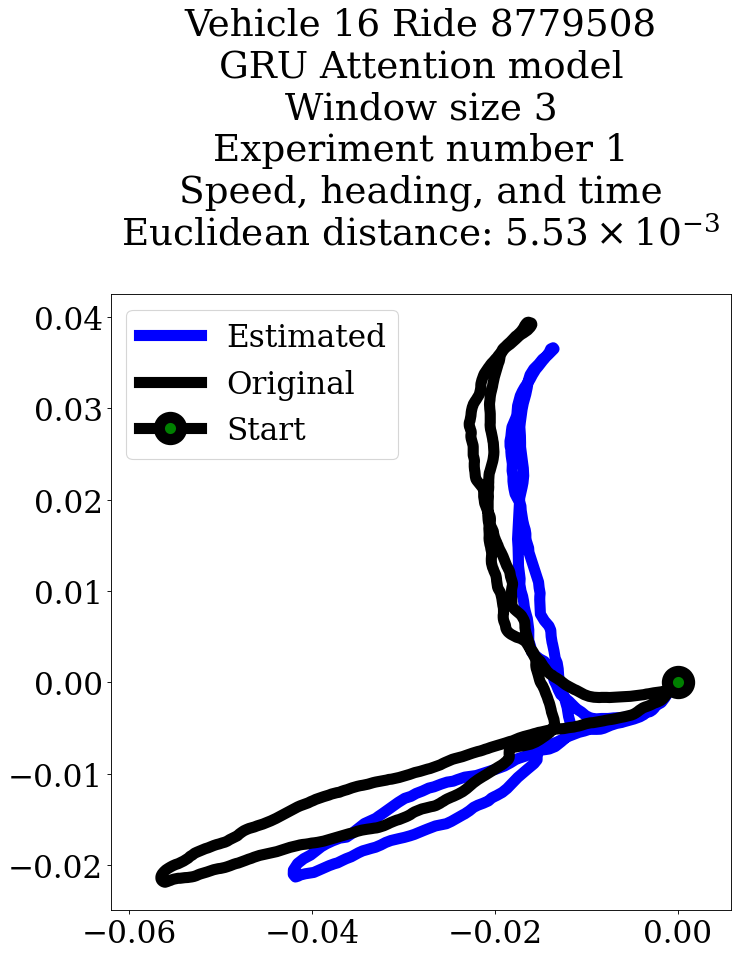 Vehicle 16 Ride 8779508
GRU Attention model
Window size 3
Experiment number 1
Speed, heading, and time
Euclidean distance: 5.53 × 10⁻³
Estimated
Original
Start
0.04
0.03
0.02
0.01
0.00
−0.01
−0.02
−0.06 −0.04 −0.02 0.00